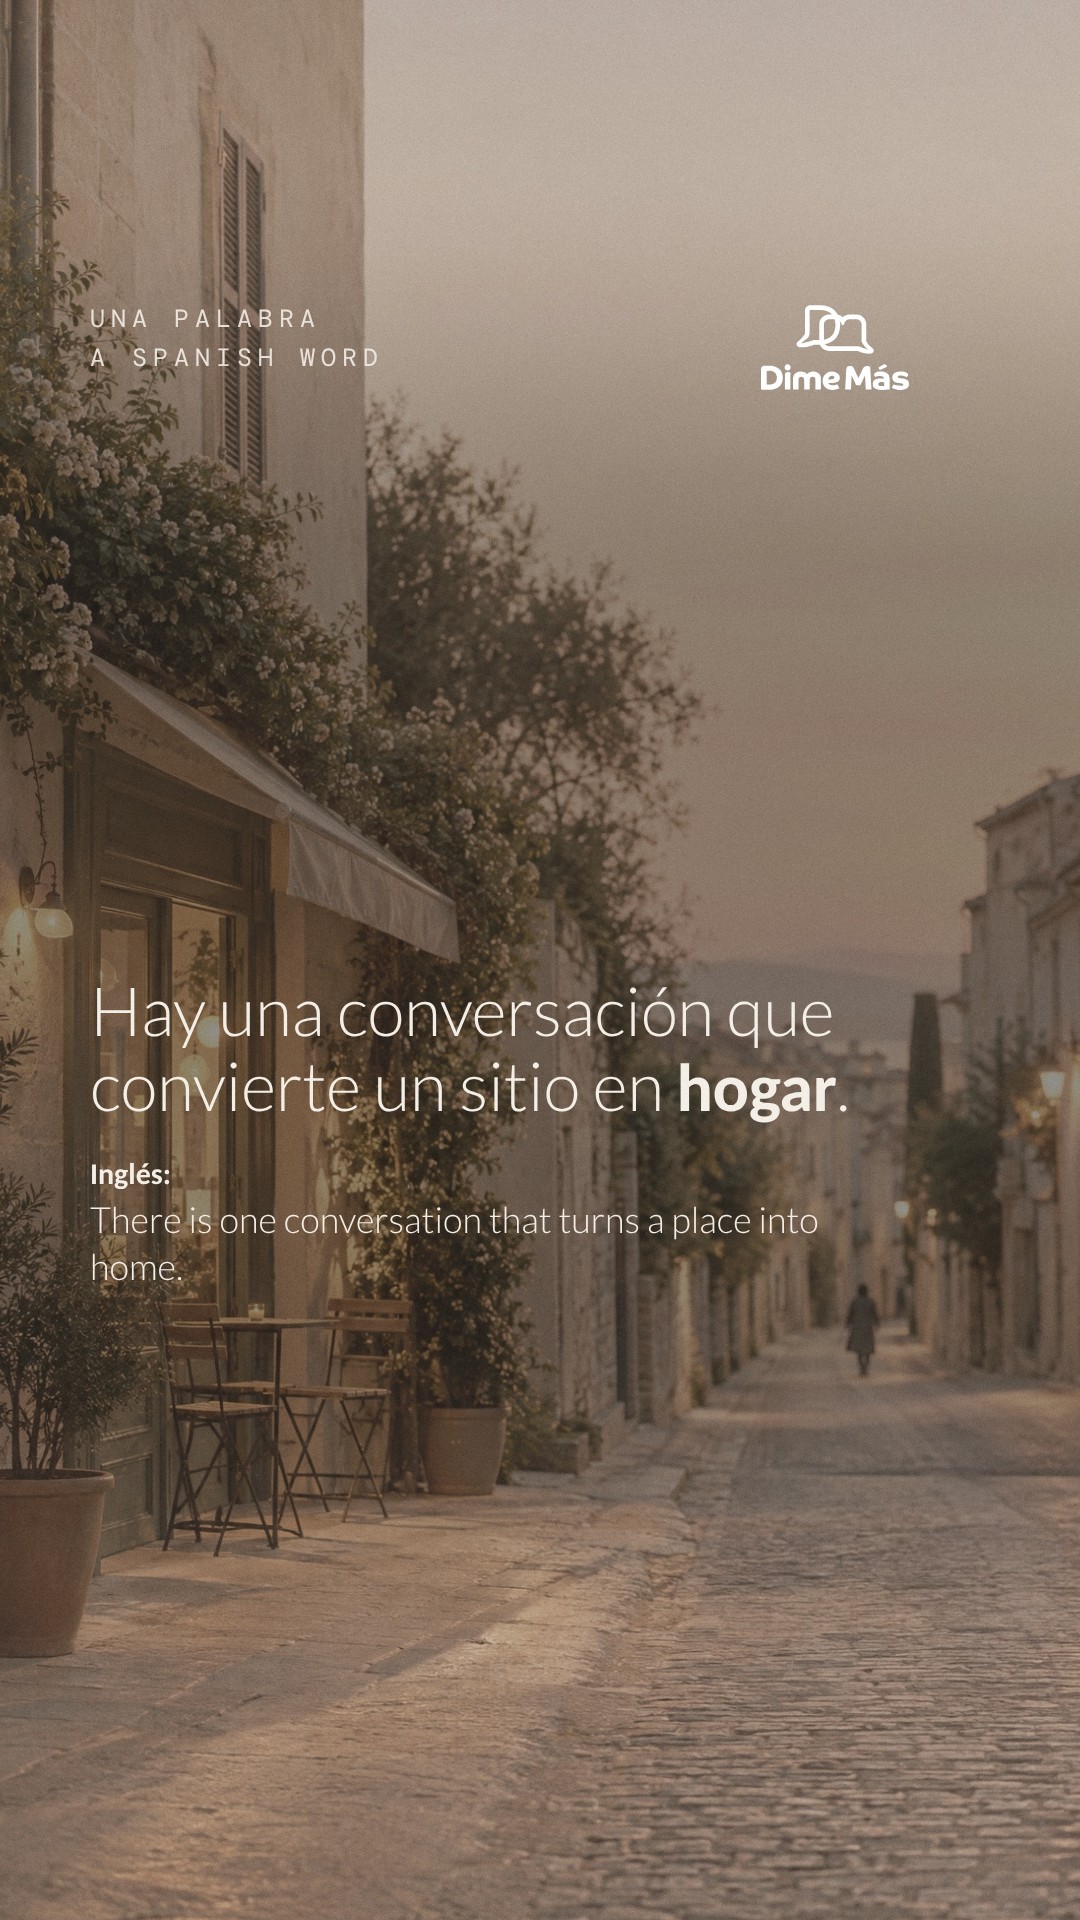 UNA PALABRA
A SPANISH WORD
Dime Más
Hay una conversación que
convierte un sitio en hogar.
Inglés:
There is one conversation that turns a place into
home.